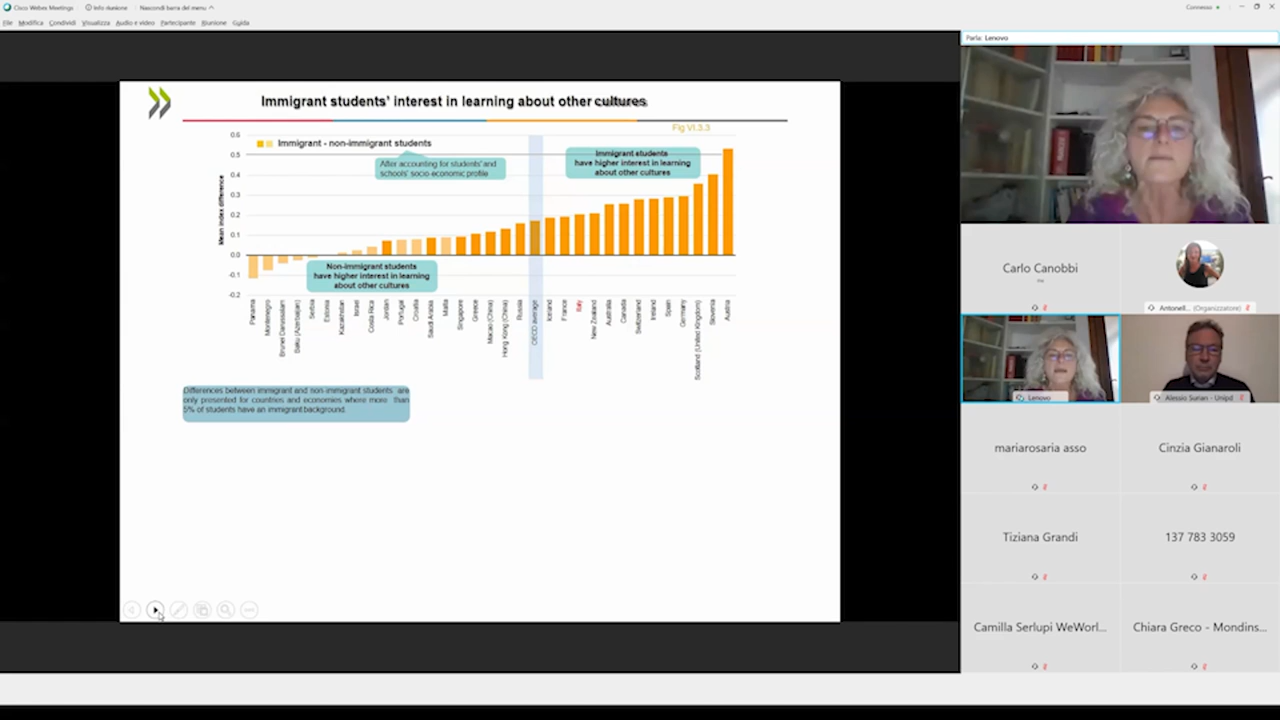 Cisco Webex Meetings
Info riunione
Nascondi barra del menu
Connesso
File Modifica Condividi Visualizza Audio e video Partecipante Riunione Guida
Parla: Lenovo
Immigrant students' interest in learning about other cultures
Fig VI.3.3
Immigrant - non-immigrant students
After accounting for students' and
schools' socio-economic profile
Immigrant students
have higher interest in learning
about other cultures
Mean index difference
0.6
0.5
0.4
0.3
0.2
0.1
0.0
-0.1
-0.2
Non-immigrant students
have higher interest in learning
about other cultures
Panama
Montenegro
Brunei Darussalam
Baku (Azerbaijan)
Serbia
Estonia
Kazakhstan
Israel
Costa Rica
Jordan
Portugal
Croatia
Saudi Arabia
Malta
Singapore
Greece
Macao (China)
Hong Kong (China)
Russia
OECD average
Iceland
France
Italy
New Zealand
Australia
Canada
Switzerland
Ireland
Spain
Germany
Scotland (United Kingdom)
Slovenia
Austria
Differences between immigrant and non-immigrant students are
only presented for countries and economies where more than
5% of students have an immigrant background.
Carlo Canobbi
Antonell... (Organizzatore)
Lenovo
Alessio Surian - Unipd
mariarosaria asso
Cinzia Gianaroli
Tiziana Grandi
137 783 3059
Camilla Serlupi WeWorl...
Chiara Greco - Mondins...